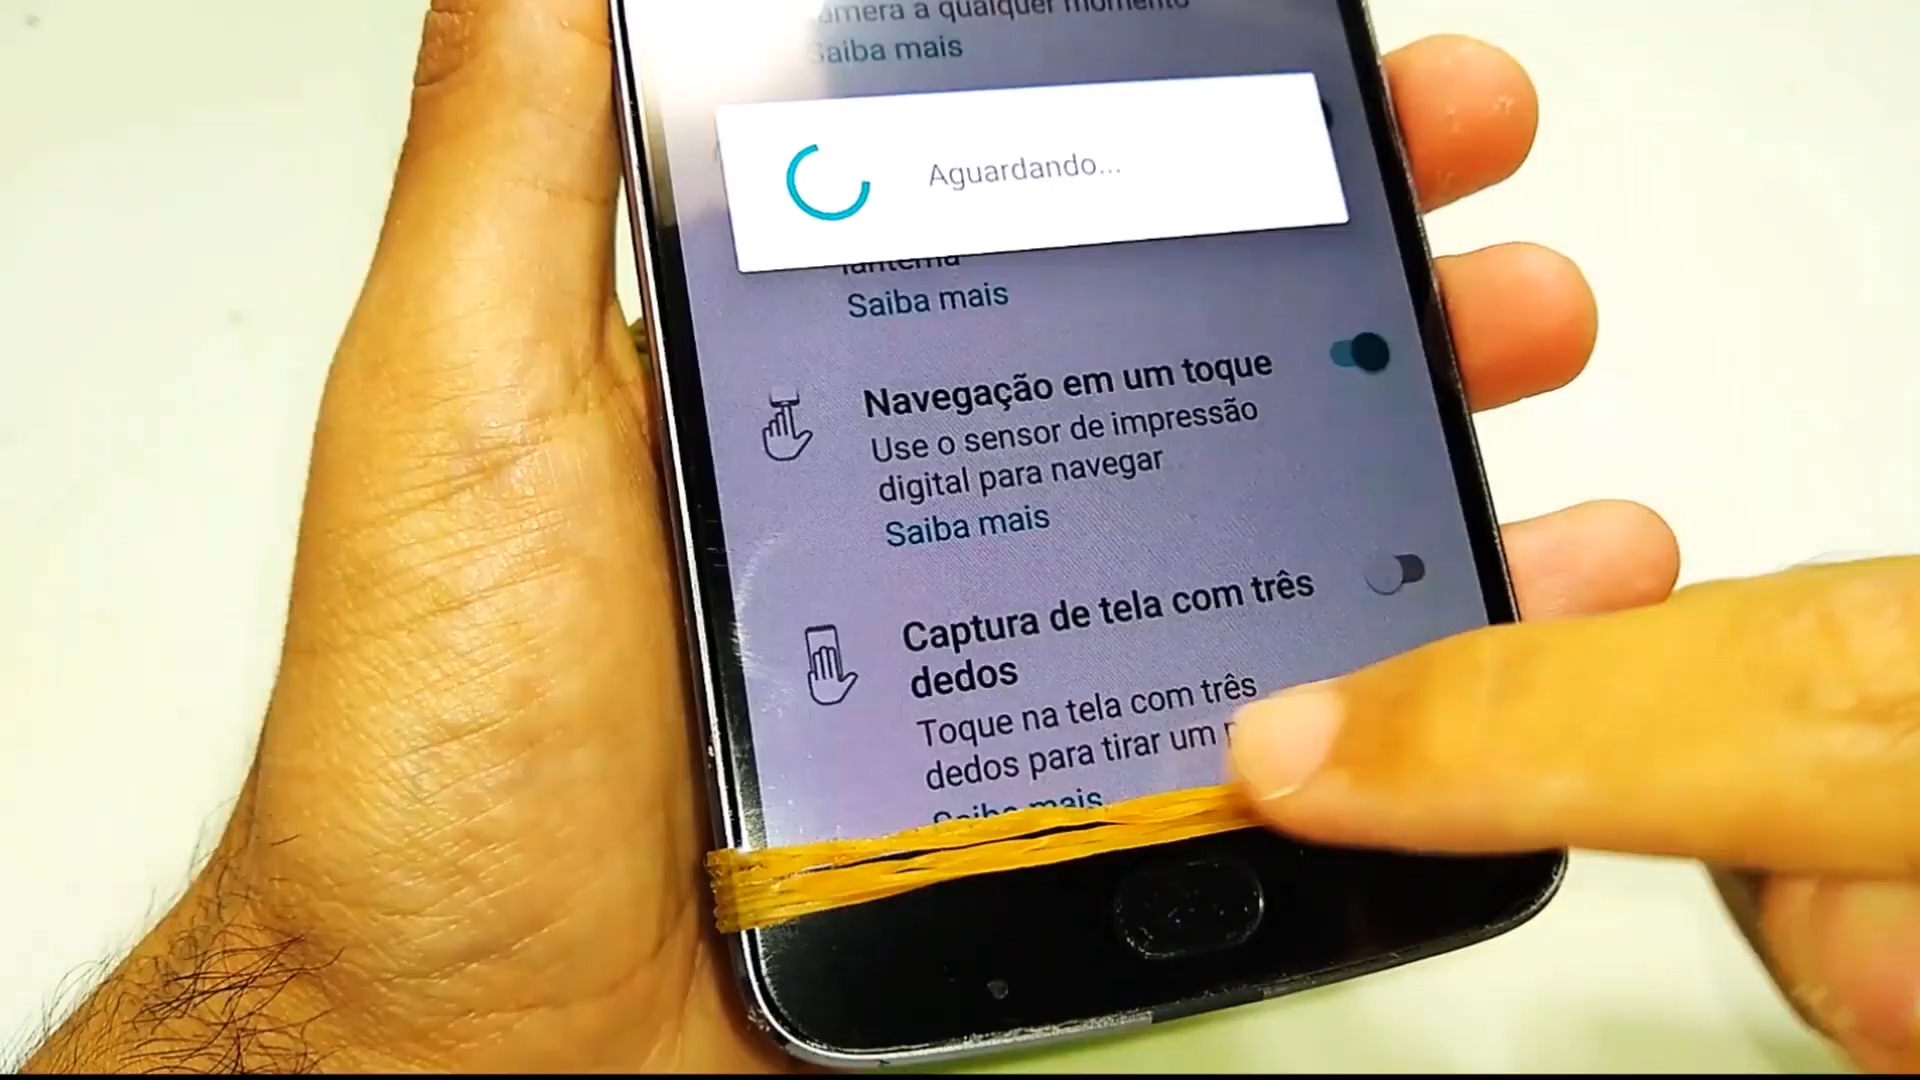 câmera a qualquer momento
Saiba mais
Aguardando...
lanterna
Saiba mais
Navegação em um toque
Use o sensor de impressão
digital para navegar
Saiba mais
Captura de tela com três
dedos
Toque na tela com três
dedos para tirar um
Saiba mais